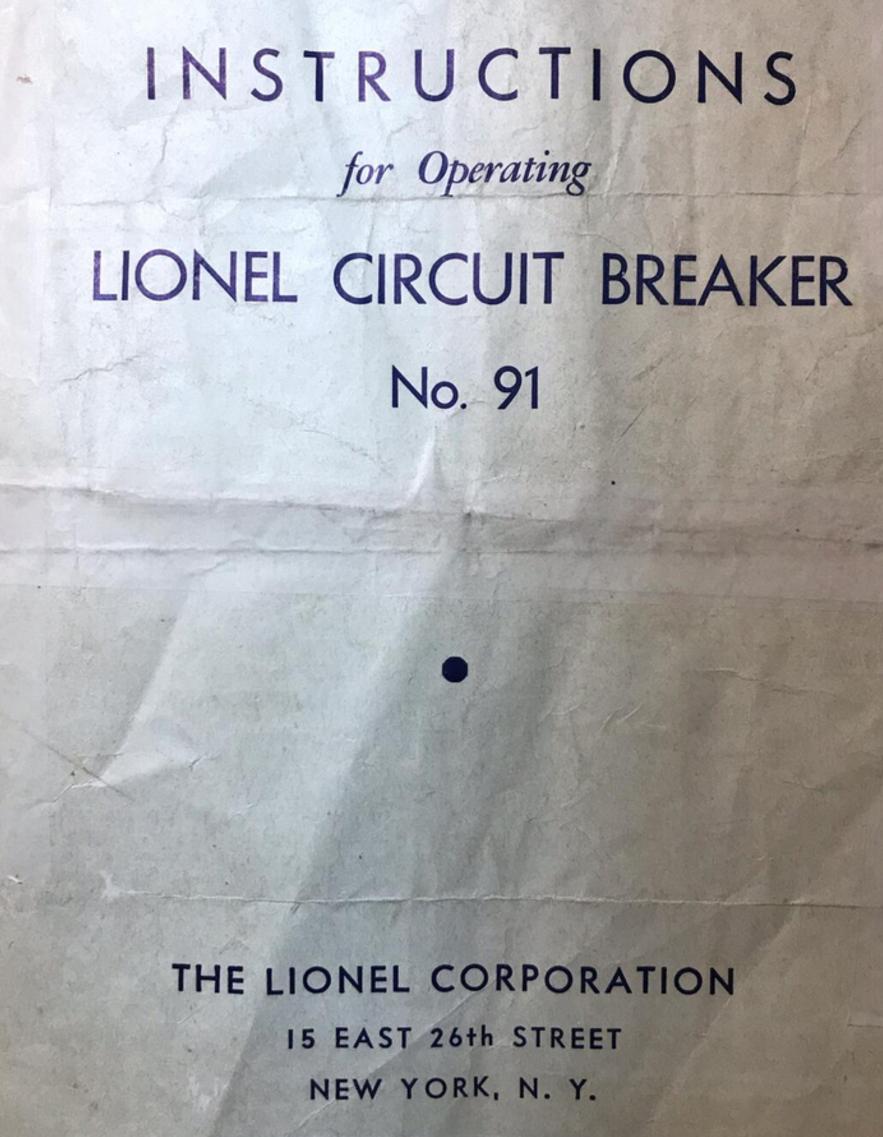 INSTRUCTIONS
for Operating
LIONEL CIRCUIT BREAKER
No. 91
THE LIONEL CORPORATION
15 EAST 26th STREET
NEW YORK, N. Y.